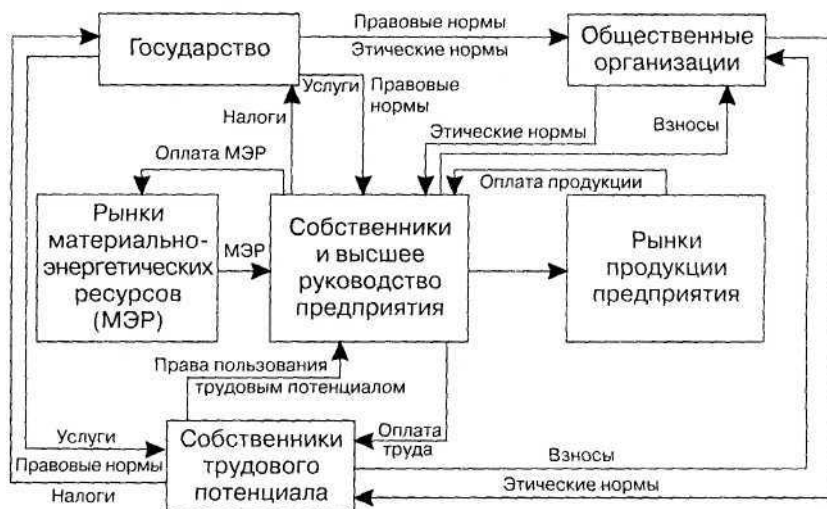 Государство
Правовые нормы
Этические нормы
Общественные
организации
Услуги
Правовые
нормы
Налоги
Этические нормы
Взносы
Оплата МЭР
Оплата продукции
Рынки
материально-
энергетических
ресурсов
(МЭР)
МЭР
Собственники
и высшее
руководство
предприятия
Рынки
продукции
предприятия
Права пользования
трудовым потенциалом
Услуги
Правовые нормы
Налоги
Собственники
трудового
потенциала
Оплата
труда
Взносы
Этические нормы